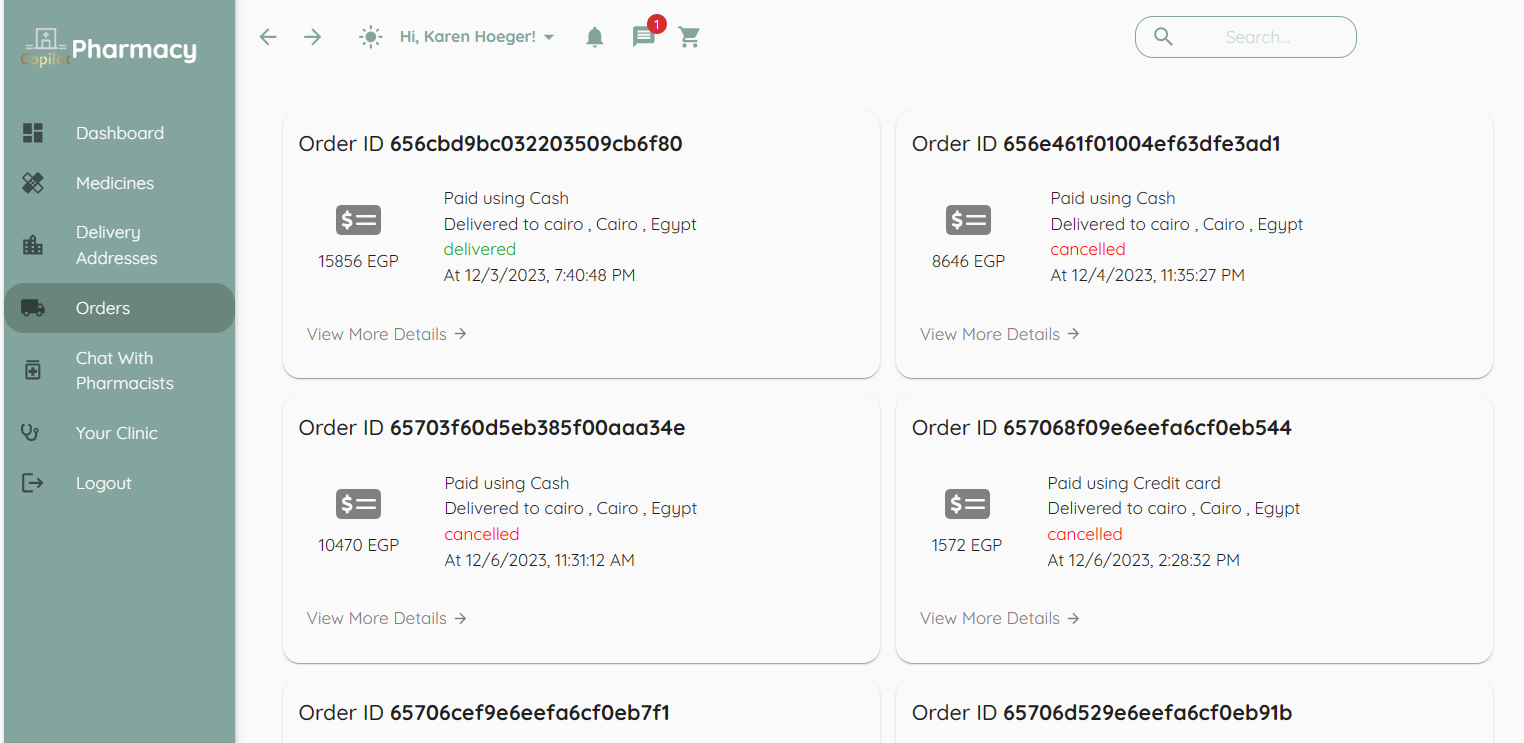 Copilot
Pharmacy
Dashboard
Medicines
Delivery
Addresses
Orders
Chat With
Pharmacists
Your Clinic
Logout
Hi, Karen Hoeger!
1
Search...
Order ID 656cbd9bc032203509cb6f80
15856 EGP
Paid using Cash
Delivered to cairo , Cairo , Egypt
delivered
At 12/3/2023, 7:40:48 PM
View More Details
Order ID 656e461f01004ef63dfe3ad1
8646 EGP
Paid using Cash
Delivered to cairo , Cairo , Egypt
cancelled
At 12/4/2023, 11:35:27 PM
View More Details
Order ID 65703f60d5eb385f00aaa34e
10470 EGP
Paid using Cash
Delivered to cairo , Cairo , Egypt
cancelled
At 12/6/2023, 11:31:12 AM
View More Details
Order ID 657068f09e6eefa6cf0eb544
1572 EGP
Paid using Credit card
Delivered to cairo , Cairo , Egypt
cancelled
At 12/6/2023, 2:28:32 PM
View More Details
Order ID 65706cef9e6eefa6cf0eb7f1
Order ID 65706d529e6eefa6cf0eb91b